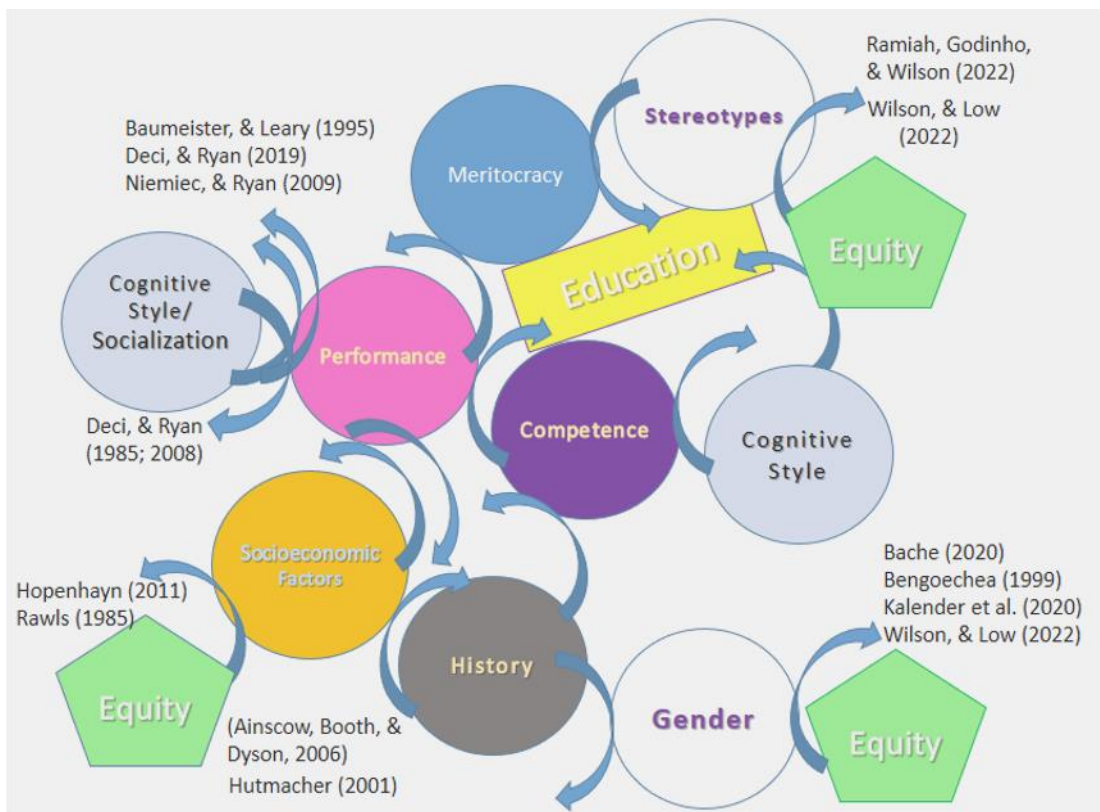 Ramiah, Godinho,
& Wilson (2022)
Wilson, & Low
(2022)
Stereotypes
Baumeister, & Leary (1995)
Deci, & Ryan (2019)
Niemiec, & Ryan (2009)
Meritocracy
Equity
Education
Cognitive
Style/
Socialization
Performance
Deci, & Ryan
(1985; 2008)
Competence
Cognitive
Style
Socioeconomic
Factors
Hopenhayn (2011)
Rawls (1985)
Equity
(Ainscow, Booth, &
Dyson, 2006)
Hutmacher (2001)
History
Gender
Bache (2020)
Bengoechea (1999)
Kalender et al. (2020)
Wilson, & Low (2022)
Equity